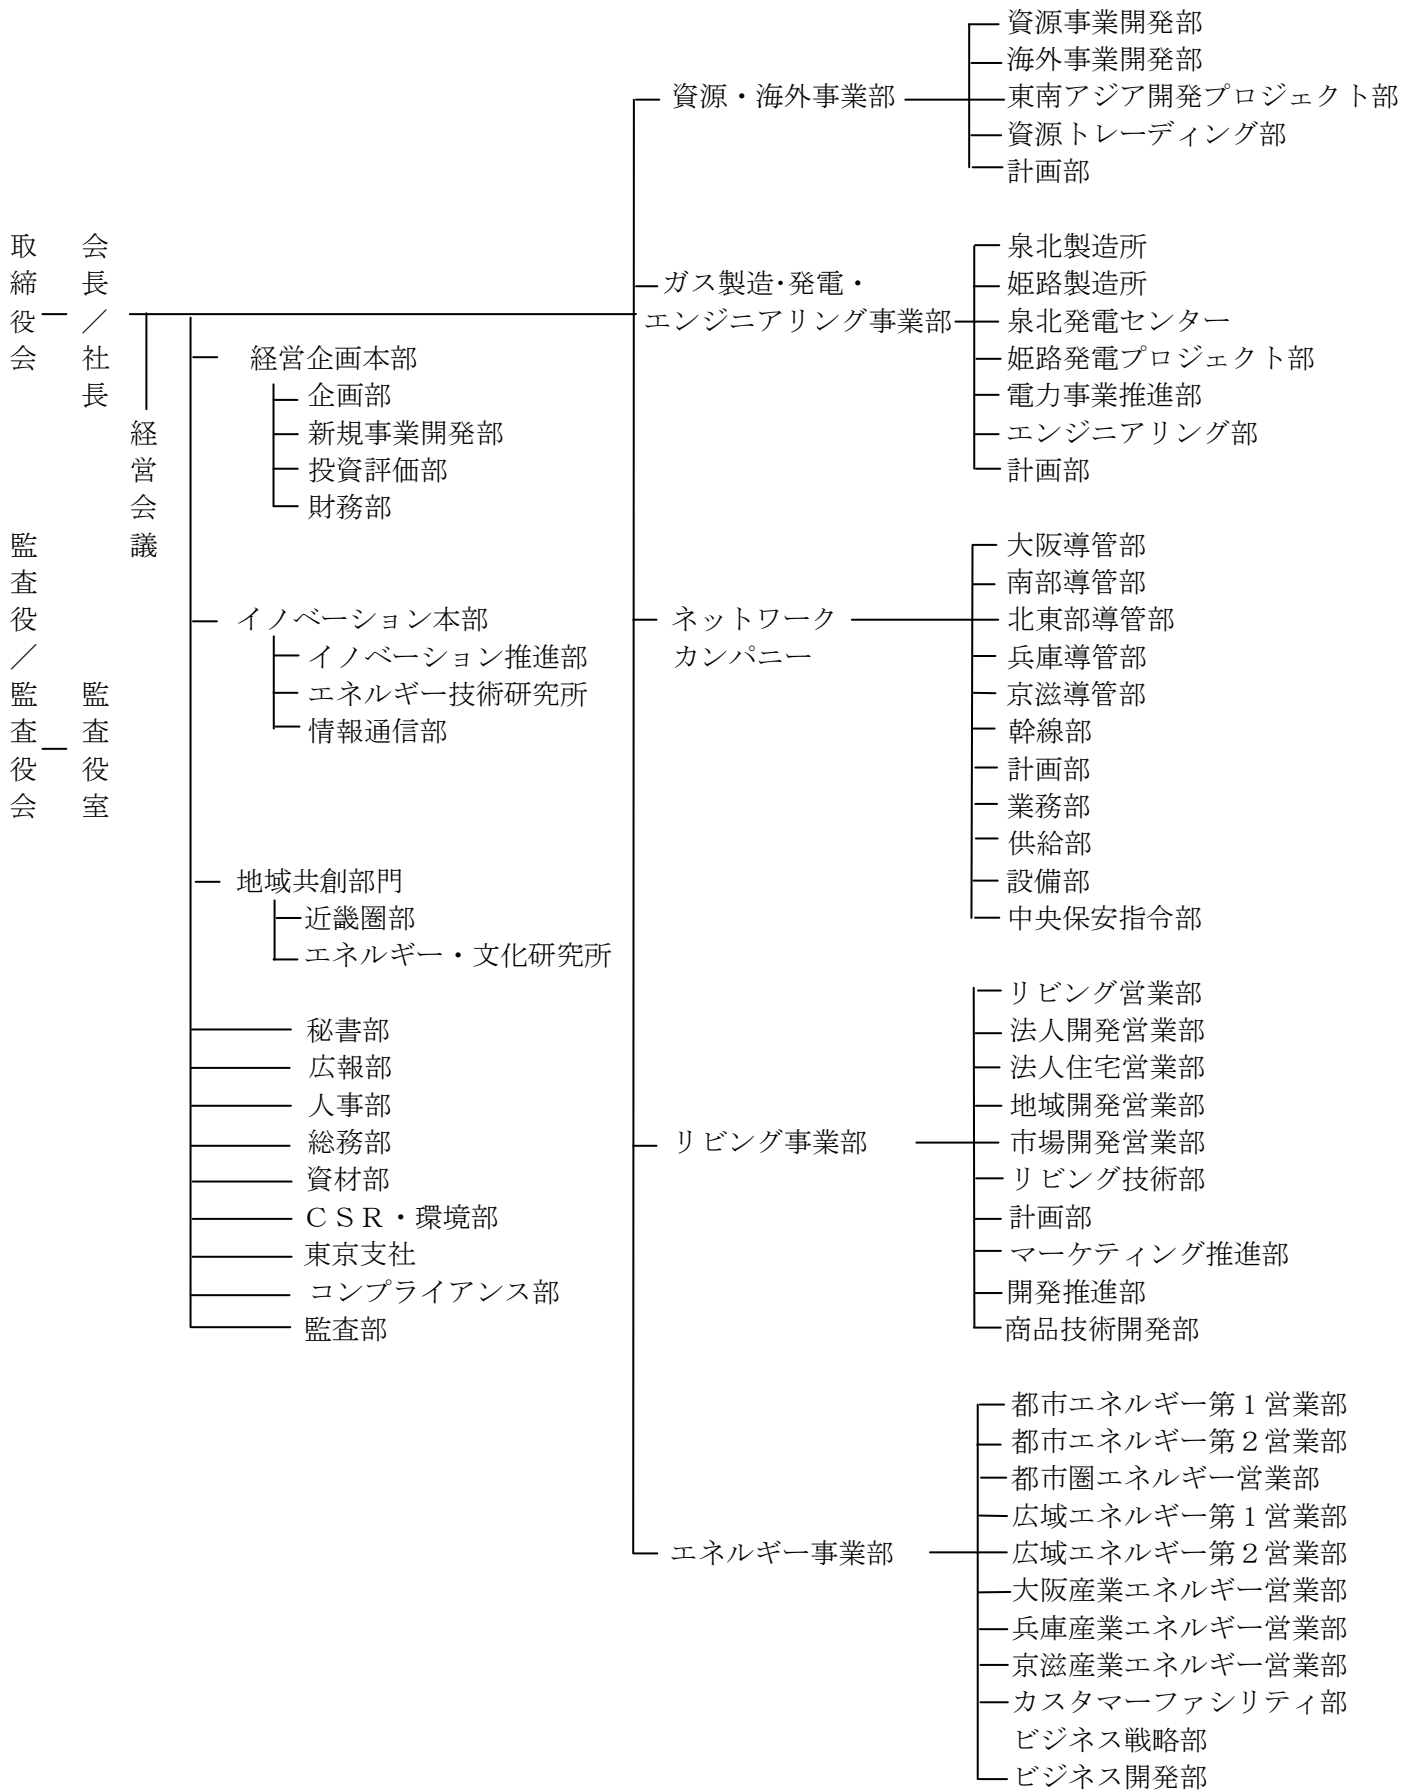 取締役会
会長／社長
経営会議
監査役／監査役会
監査役室
経営企画本部
企画部
新規事業開発部
投資評価部
財務部
イノベーション本部
イノベーション推進部
エネルギー技術研究所
情報通信部
地域共創部門
近畿圏部
エネルギー・文化研究所
秘書部
広報部
人事部
総務部
資材部
ＣＳＲ・環境部
東京支社
コンプライアンス部
監査部
資源・海外事業部
資源事業開発部
海外事業開発部
東南アジア開発プロジェクト部
資源トレーディング部
計画部
ガス製造・発電・
エンジニアリング事業部
泉北製造所
姫路製造所
泉北発電センター
姫路発電プロジェクト部
電力事業推進部
エンジニアリング部
計画部
ネットワーク
カンパニー
大阪導管部
南部導管部
北東部導管部
兵庫導管部
京滋導管部
幹線部
計画部
業務部
供給部
設備部
中央保安指令部
リビング事業部
リビング営業部
法人開発営業部
法人住宅営業部
地域開発営業部
市場開発営業部
リビング技術部
計画部
マーケティング推進部
開発推進部
商品技術開発部
エネルギー事業部
都市エネルギー第１営業部
都市エネルギー第２営業部
都市圏エネルギー営業部
広域エネルギー第１営業部
広域エネルギー第２営業部
大阪産業エネルギー営業部
兵庫産業エネルギー営業部
京滋産業エネルギー営業部
カスタマーファシリティ部
ビジネス戦略部
ビジネス開発部